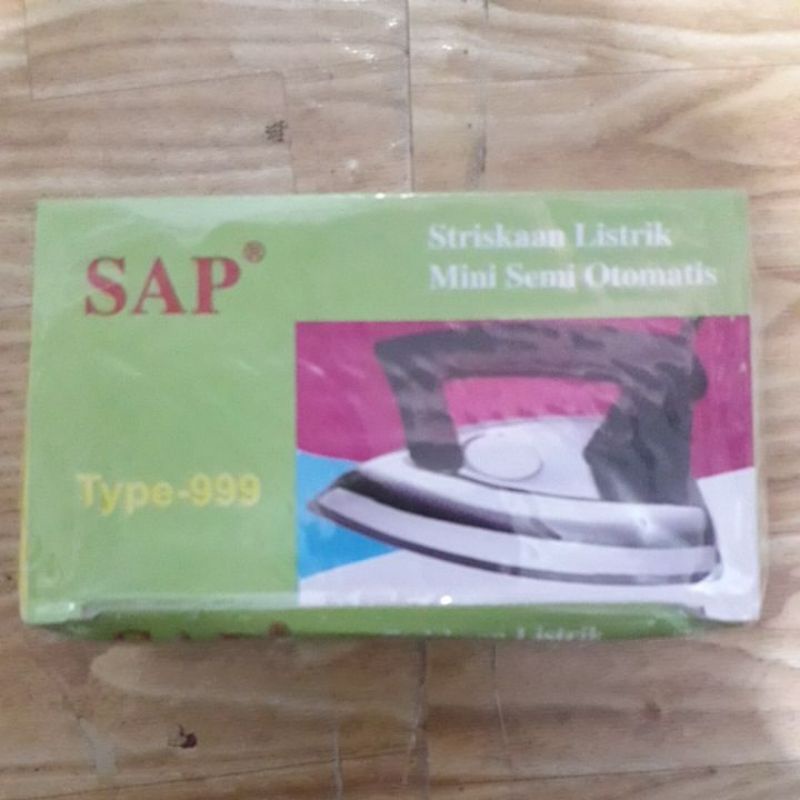 SAP®
Striskaan Listrik
Mini Semi Otomatis
Type-999
Listrik